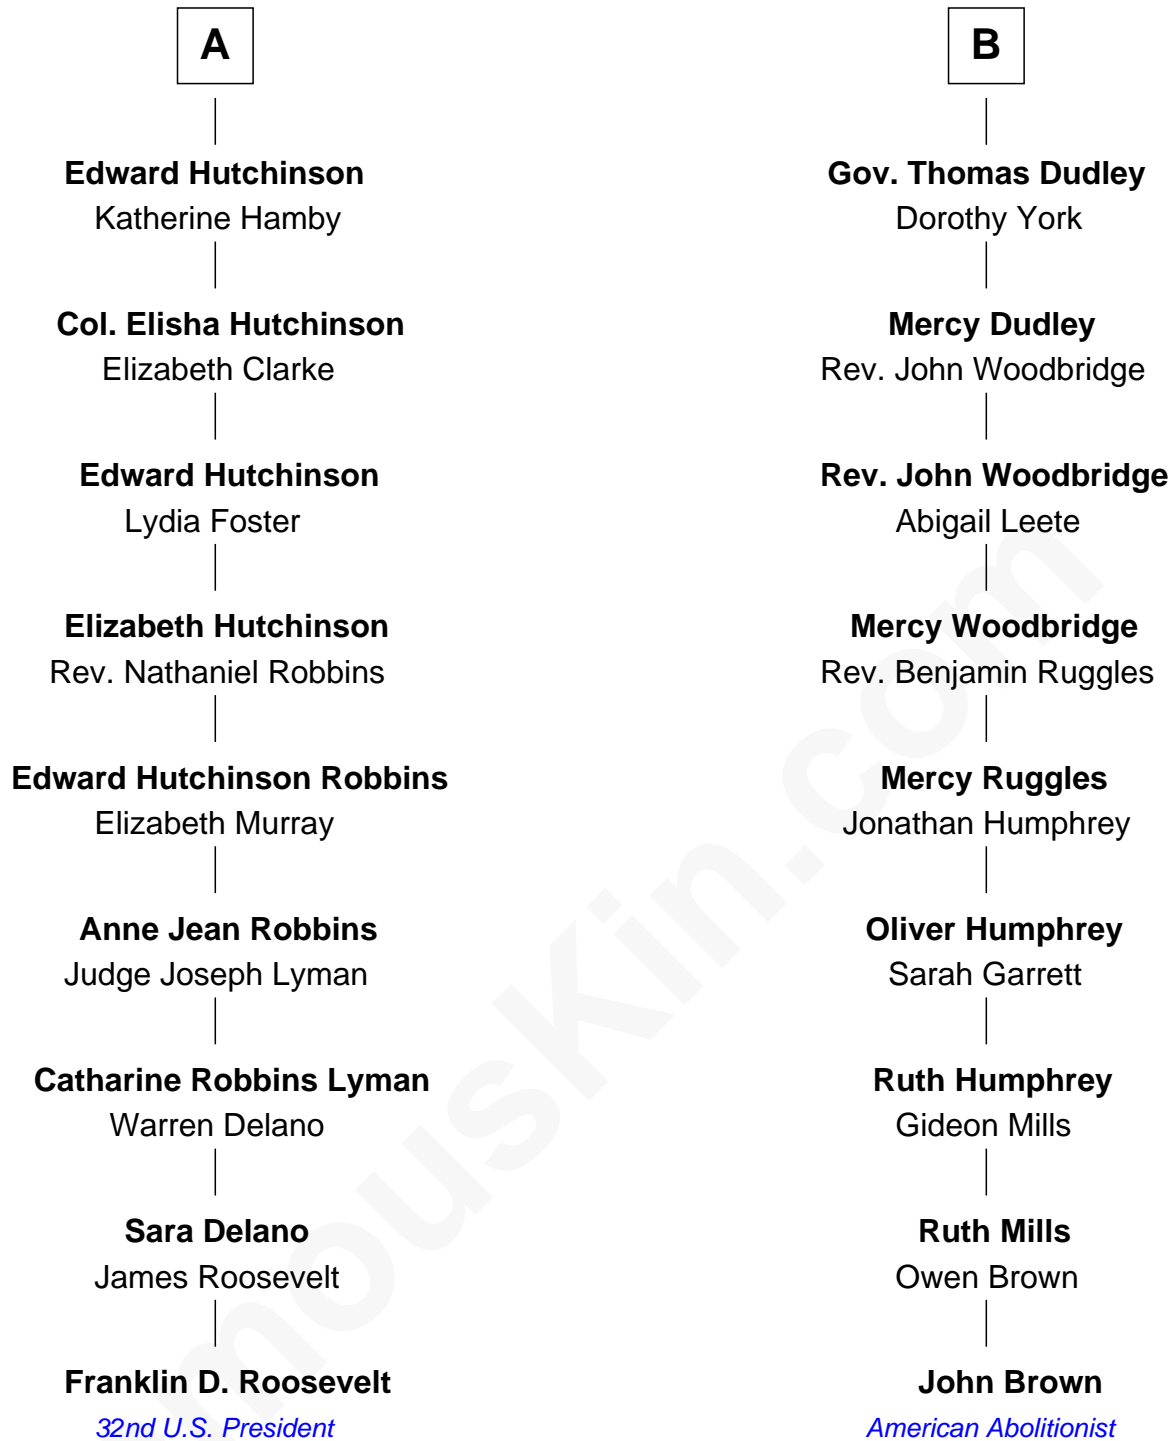 A
B
Edward Hutchinson
Katherine Hamby
Gov. Thomas Dudley
Dorothy York
Col. Elisha Hutchinson
Elizabeth Clarke
Mercy Dudley
Rev. John Woodbridge
Edward Hutchinson
Lydia Foster
Rev. John Woodbridge
Abigail Leete
Elizabeth Hutchinson
Rev. Nathaniel Robbins
Mercy Woodbridge
Rev. Benjamin Ruggles
Edward Hutchinson Robbins
Elizabeth Murray
Mercy Ruggles
Jonathan Humphrey
Anne Jean Robbins
Judge Joseph Lyman
Oliver Humphrey
Sarah Garrett
Catharine Robbins Lyman
Warren Delano
Ruth Humphrey
Gideon Mills
Sara Delano
James Roosevelt
Ruth Mills
Owen Brown
Franklin D. Roosevelt
32nd U.S. President
John Brown
American Abolitionist
mouskin.com